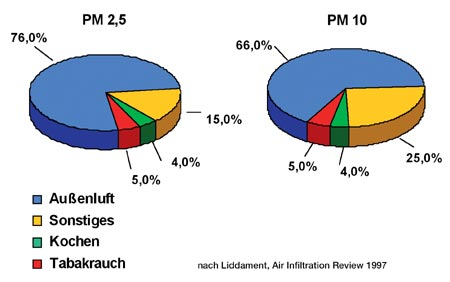 PM 2,5
PM 10
76,0%
66,0%
15,0%
4,0%
5,0%
5,0%
4,0%
25,0%
Außenluft
Sonstiges
Kochen
Tabakrauch
nach Liddament, Air Infiltration Review 1997